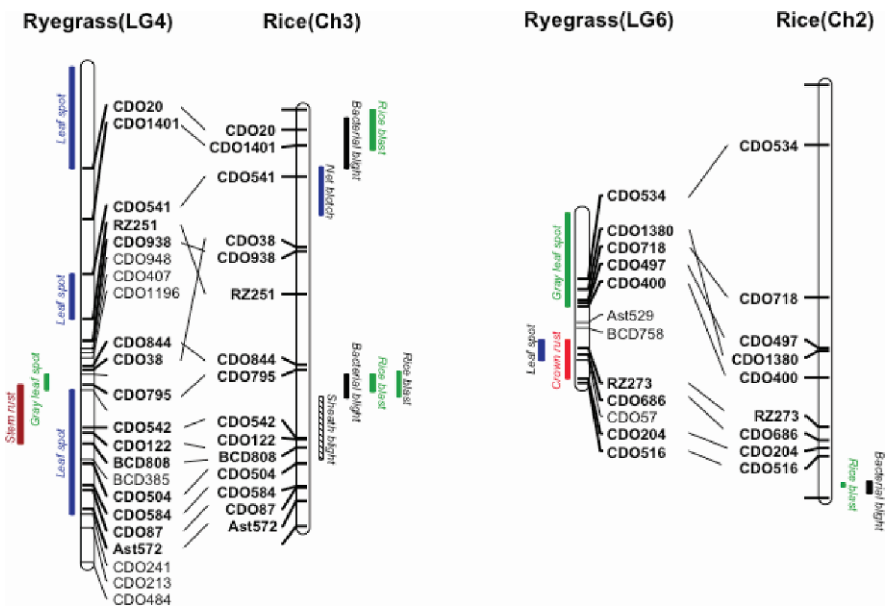 Ryegrass(LG4)
Rice(Ch3)
Leaf spot
Leaf spot
Leaf spot
Gray leaf spot
Stem rust
CDO20
CDO1401
CDO541
RZ251
CDO938
CDO948
CDO407
CDO1196
CDO844
CDO38
CDO795
CDO542
CDO122
BCD808
BCD385
CDO504
CDO584
CDO87
Ast572
CDO241
CDO213
CDO484
CDO20
CDO1401
CDO541
CDO38
CDO938
RZ251
CDO844
CDO795
CDO542
CDO122
BCD808
CDO504
CDO584
CDO87
Ast572
Bacterial blight
Rice blast
Net blotch
Bacterial blight
Rice blast
Rice blast
Sheath blight
Ryegrass(LG6)
Rice(Ch2)
Gray leaf spot
Leaf spot
Crown rust
CDO534
CDO1380
CDO718
CDO497
CDO400
Ast529
BCD758
RZ273
CDO686
CDO57
CDO204
CDO516
CDO534
CDO718
CDO497
CDO1380
CDO400
RZ273
CDO686
CDO204
CDO516
Rice blast
Bacterial blight